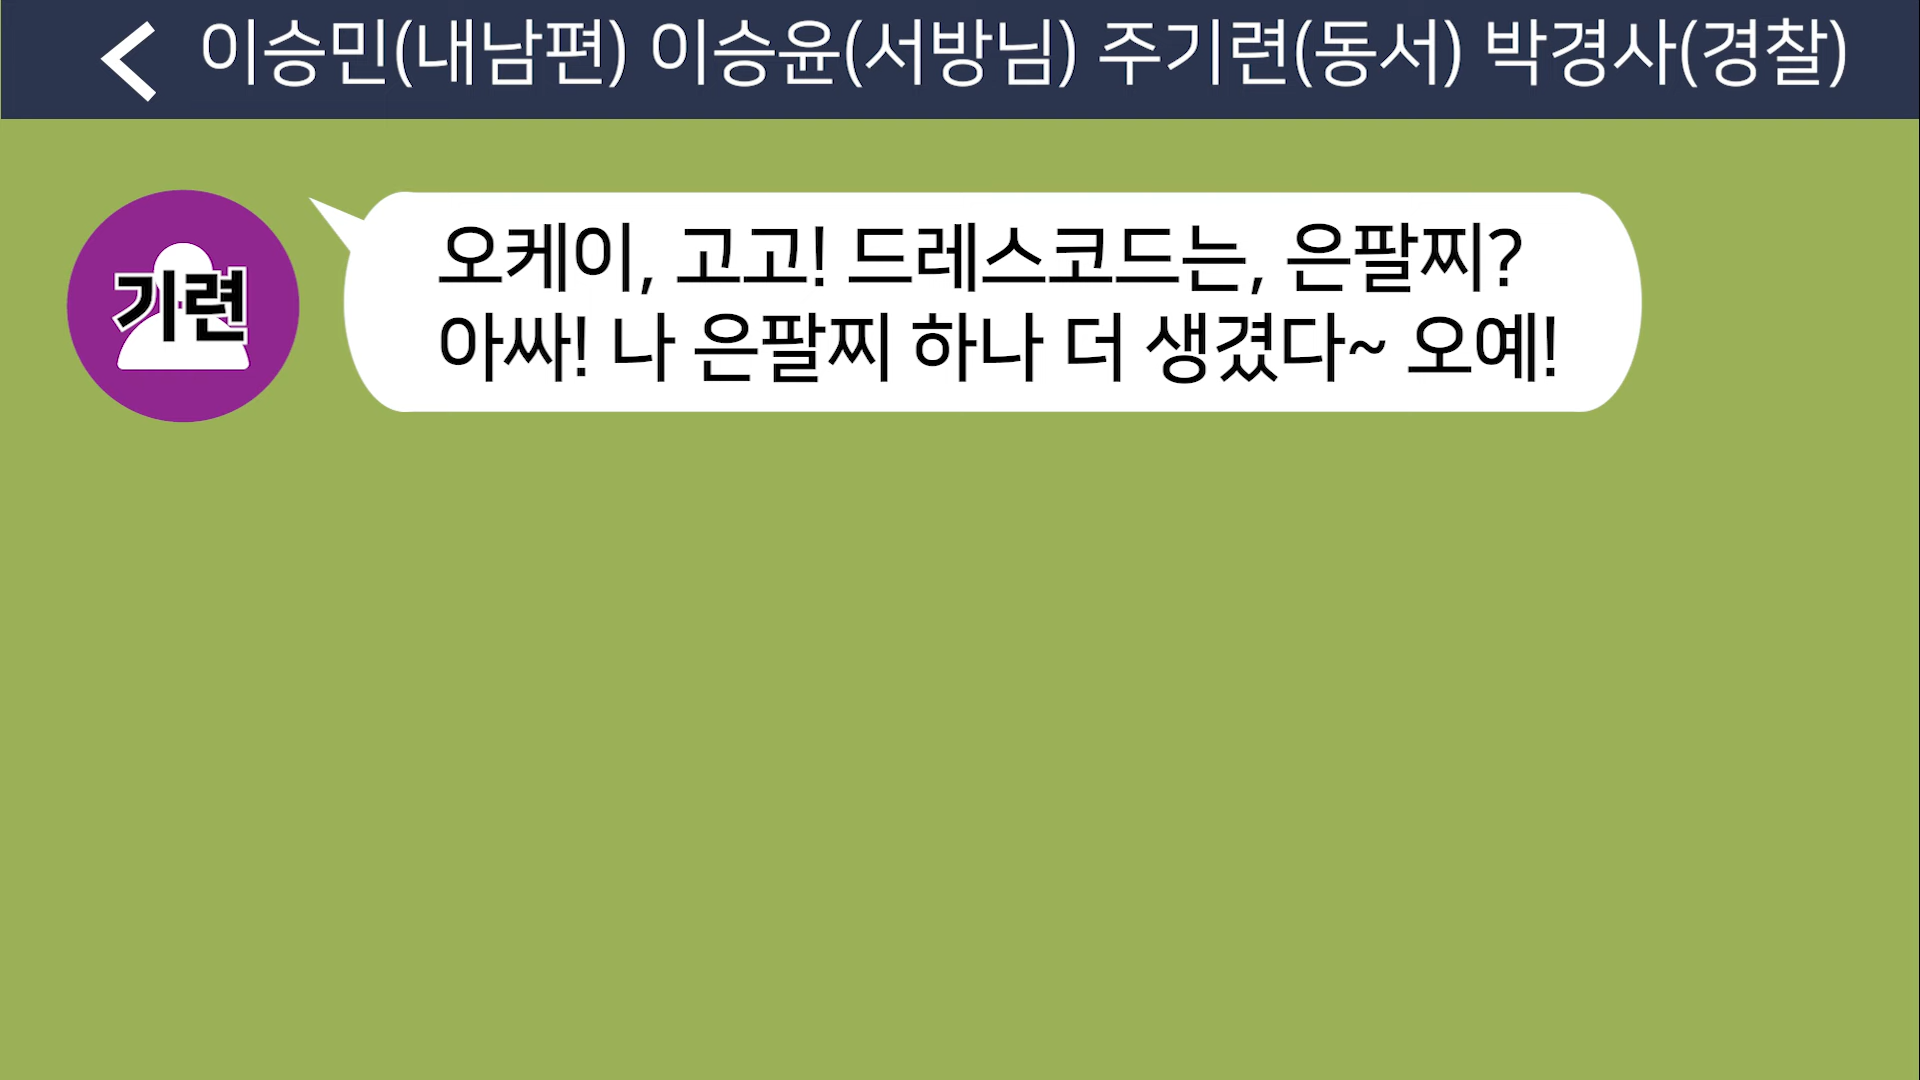 이승민(내남편) 이승윤(서방님) 주기련(동서) 박경사(경찰)
기련
오케이, 고고! 드레스코드는, 은팔찌?
아싸! 나 은팔찌 하나 더 생겼다~ 오예!